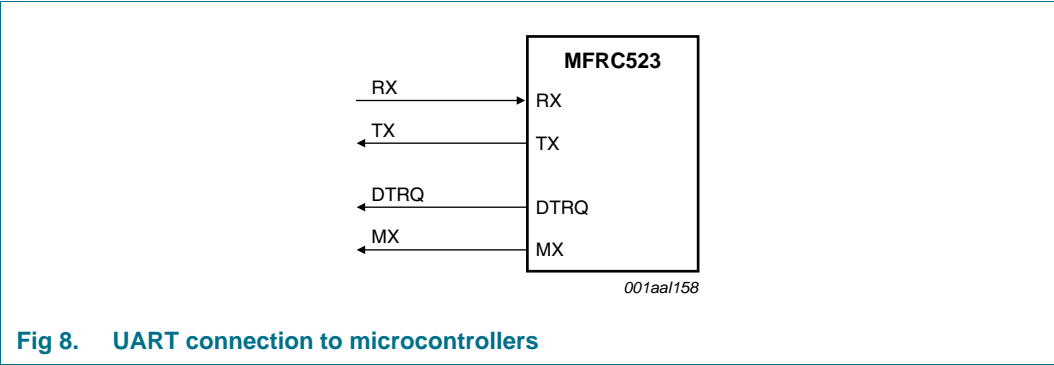 MFRC523
RX RX
TX TX
DTRQ DTRQ
MX MX
001aal158
Fig 8. UART connection to microcontrollers